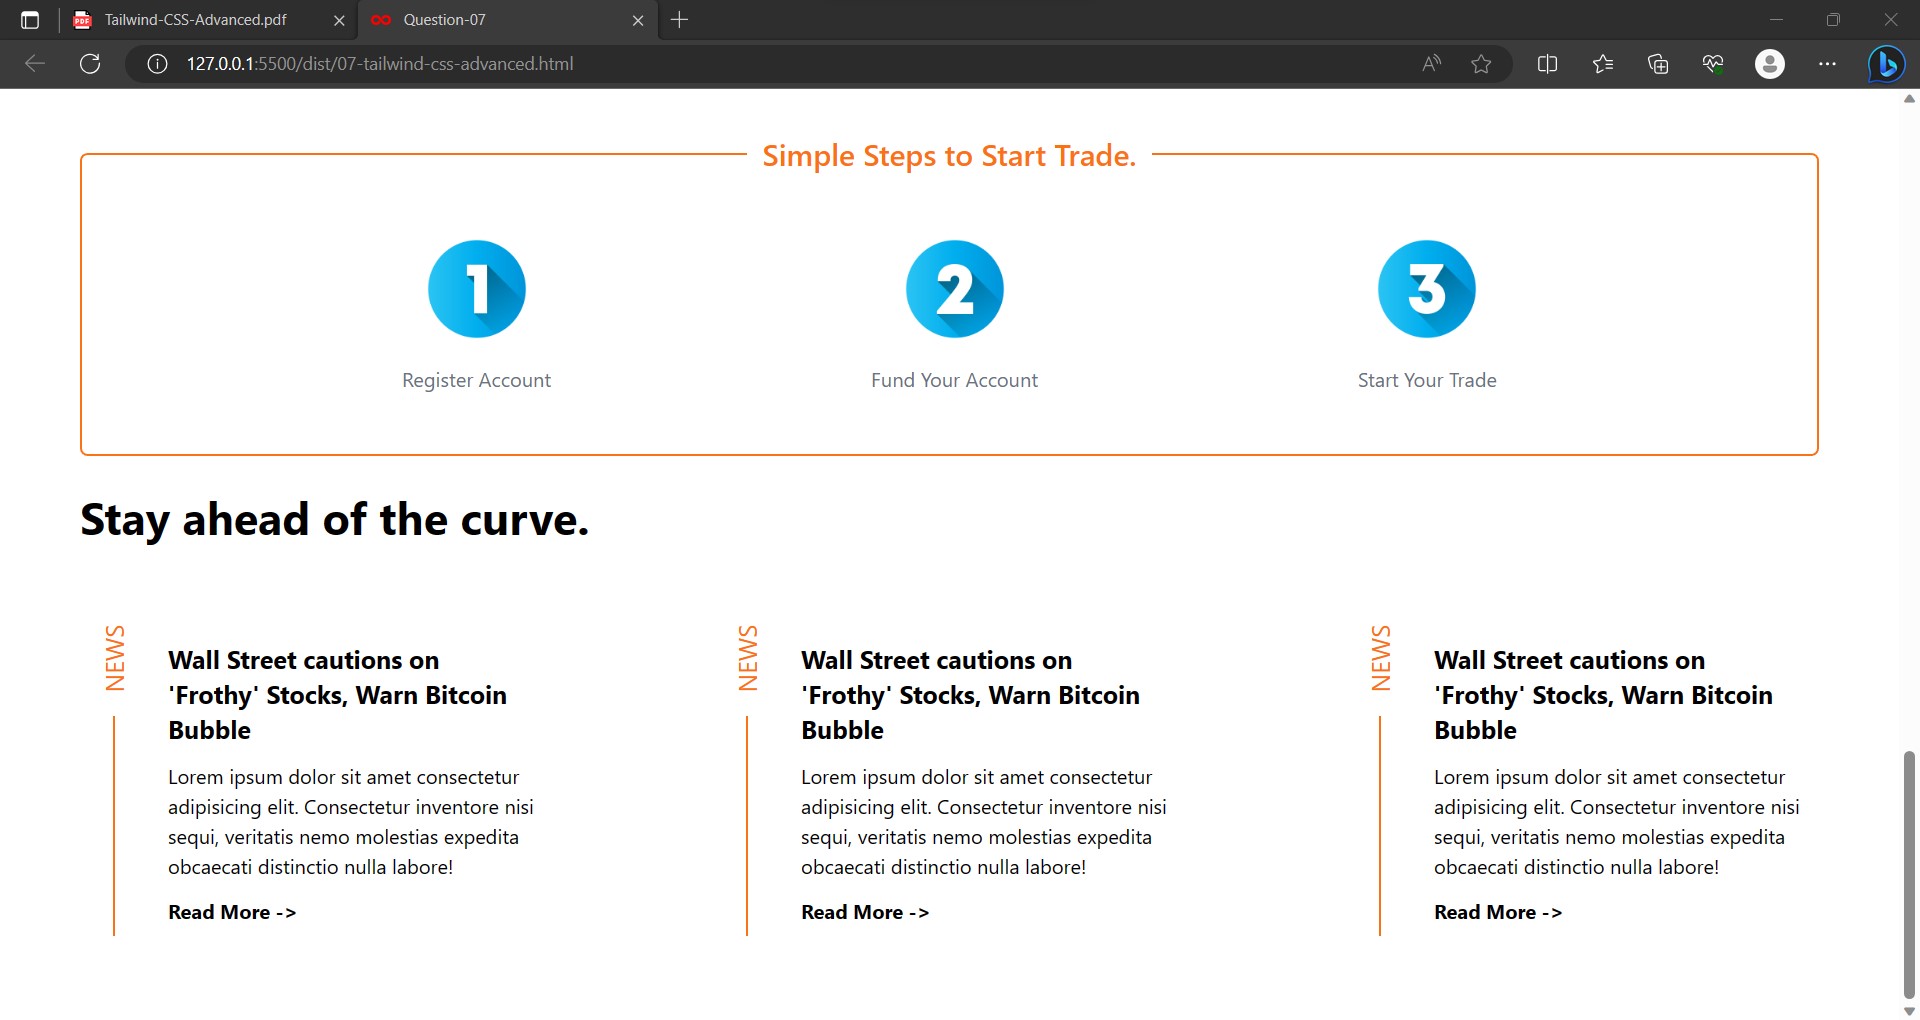 Tailwind-CSS-Advanced.pdf
Question-07
127.0.0.1:5500/dist/07-tailwind-css-advanced.html
Simple Steps to Start Trade.
1 2 3
Register Account Fund Your Account Start Your Trade
Stay ahead of the curve.
NEWS
Wall Street cautions on
'Frothy' Stocks, Warn Bitcoin
Bubble
Lorem ipsum dolor sit amet consectetur
adipisicing elit. Consectetur inventore nisi
sequi, veritatis nemo molestias expedita
obcaecati distinctio nulla labore!
Read More ->
NEWS
Wall Street cautions on
'Frothy' Stocks, Warn Bitcoin
Bubble
Lorem ipsum dolor sit amet consectetur
adipisicing elit. Consectetur inventore nisi
sequi, veritatis nemo molestias expedita
obcaecati distinctio nulla labore!
Read More ->
NEWS
Wall Street cautions on
'Frothy' Stocks, Warn Bitcoin
Bubble
Lorem ipsum dolor sit amet consectetur
adipisicing elit. Consectetur inventore nisi
sequi, veritatis nemo molestias expedita
obcaecati distinctio nulla labore!
Read More ->